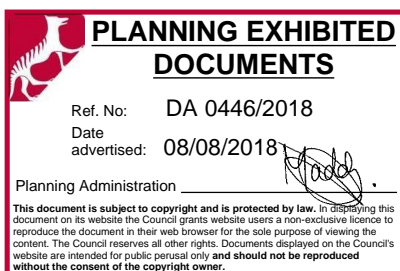 PLANNING EXHIBITED
DOCUMENTS
Ref. No: DA 0446/2018
Date
advertised: 08/08/2018
Planning Administration
This document is subject to copyright and is protected by law. In displaying this
document on its website the Council grants website users a non-exclusive licence to
reproduce the document in their web browser for the sole purpose of viewing the
content. The Council reserves all other rights. Documents displayed on the Council's
website are intended for public perusal only and should not be reproduced
without the consent of the copyright owner.